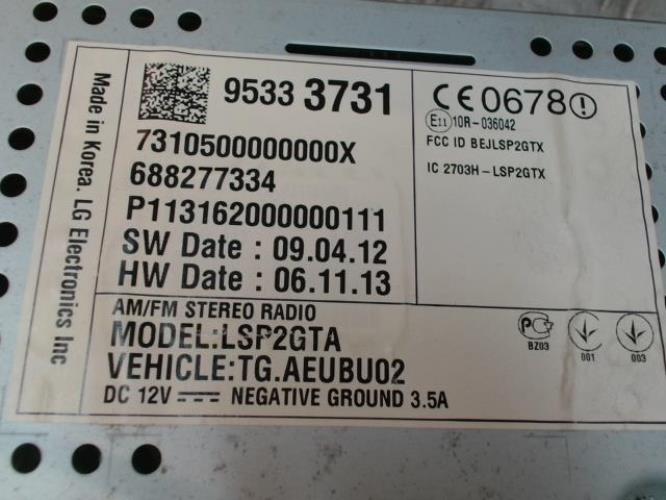 Made in Korea. LG Electronics Inc
9533 3731
7310500000000X
688277334
P113162000000111
SW Date : 09.04.12
HW Date : 06.11.13
CE0678
E11 10R-036042
FCC ID BEJLSP2GTX
IC 2703H-LSP2GTX
AM/FM STEREO RADIO
MODEL:LSP2GTA
VEHICLE:TG.AEUBU02
DC 12V NEGATIVE GROUND 3.5A
BZ03
001
003